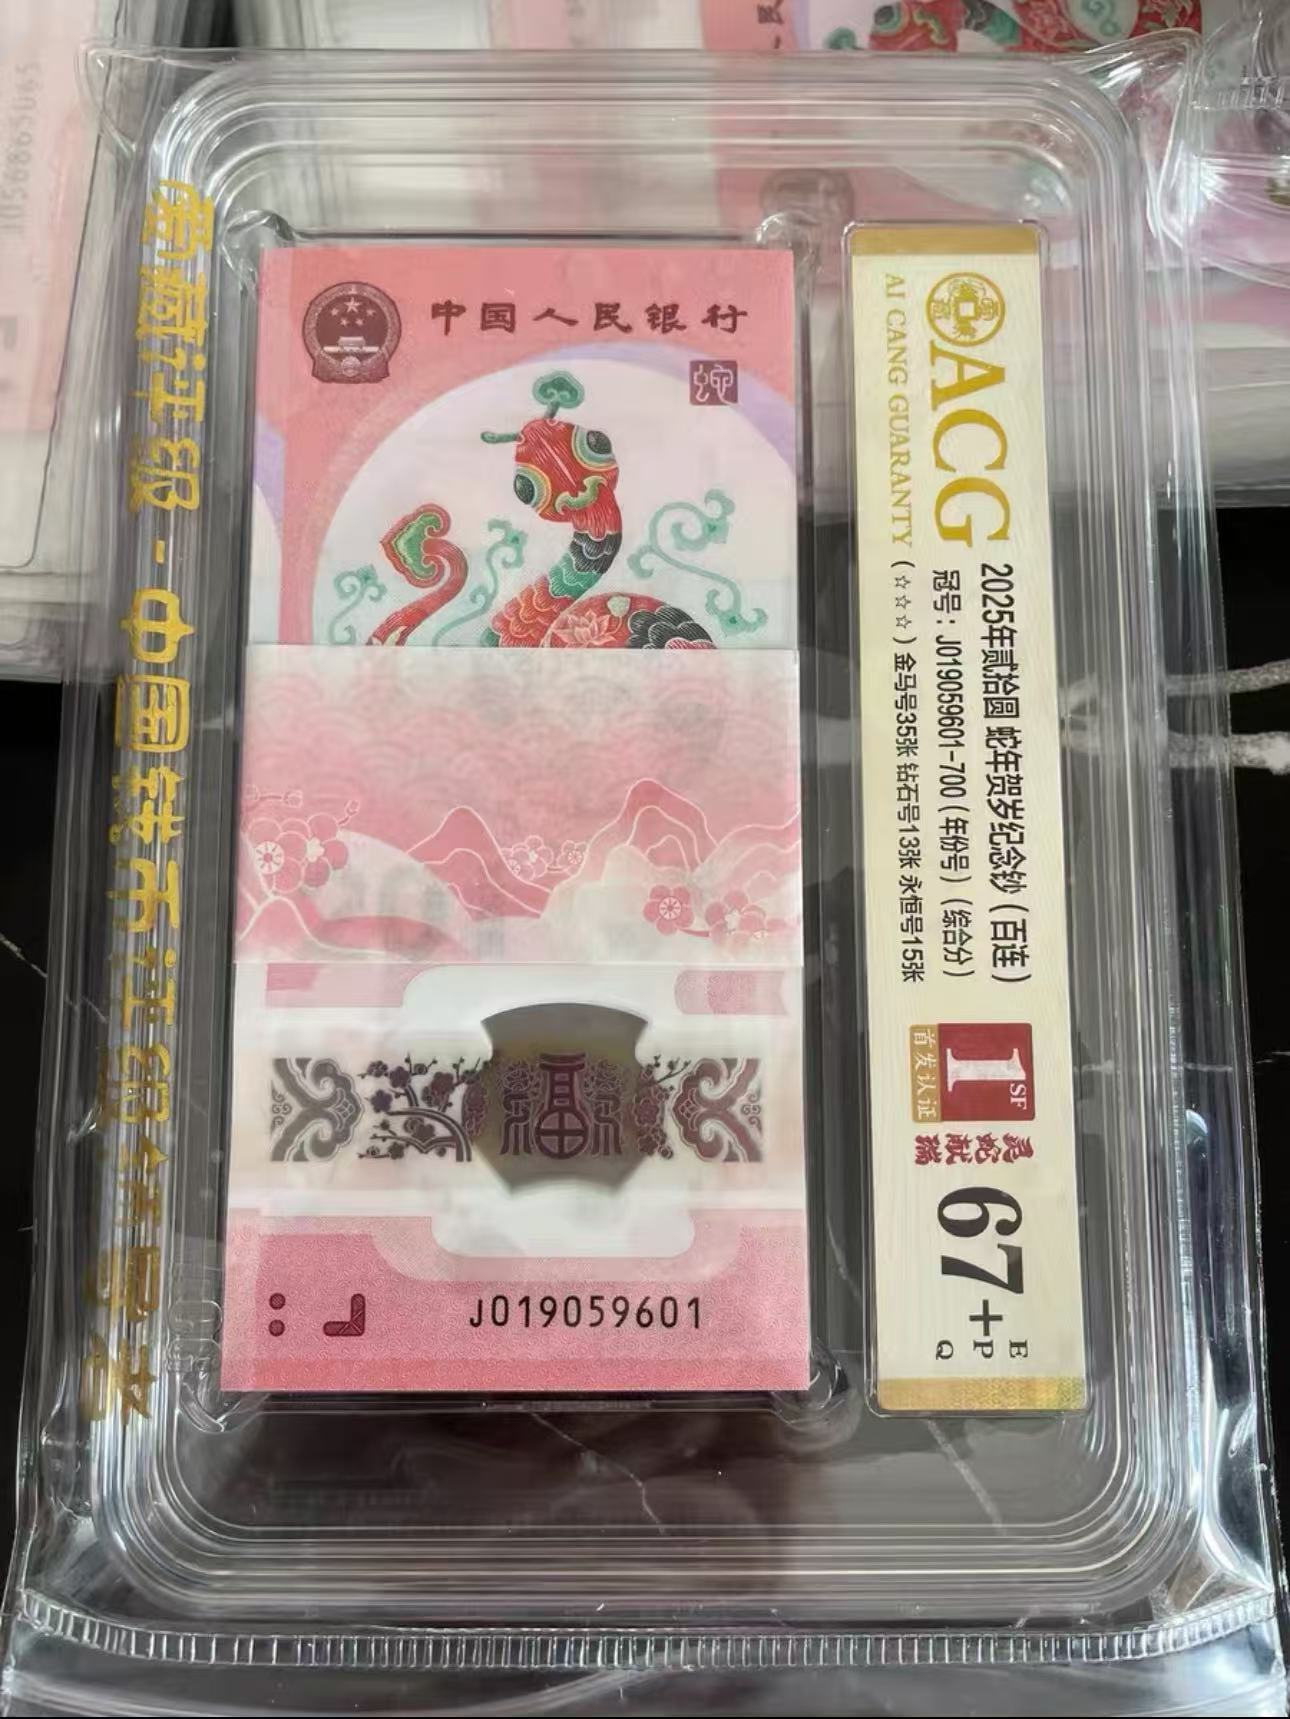 爱藏评级-中国钱币评级领导者
中国人民银行
蛇
福
J019059601
ACG
AI CANG GUARANTY
2025年贰拾圆 蛇年贺岁纪念钞（百连）
冠号：J019059601-700（年份号）（综合分）
（☆☆☆）金马号35张 钻石号13张 永恒号15张
1
SF
首发认证
灵蛇献瑞
67+
E
P
Q